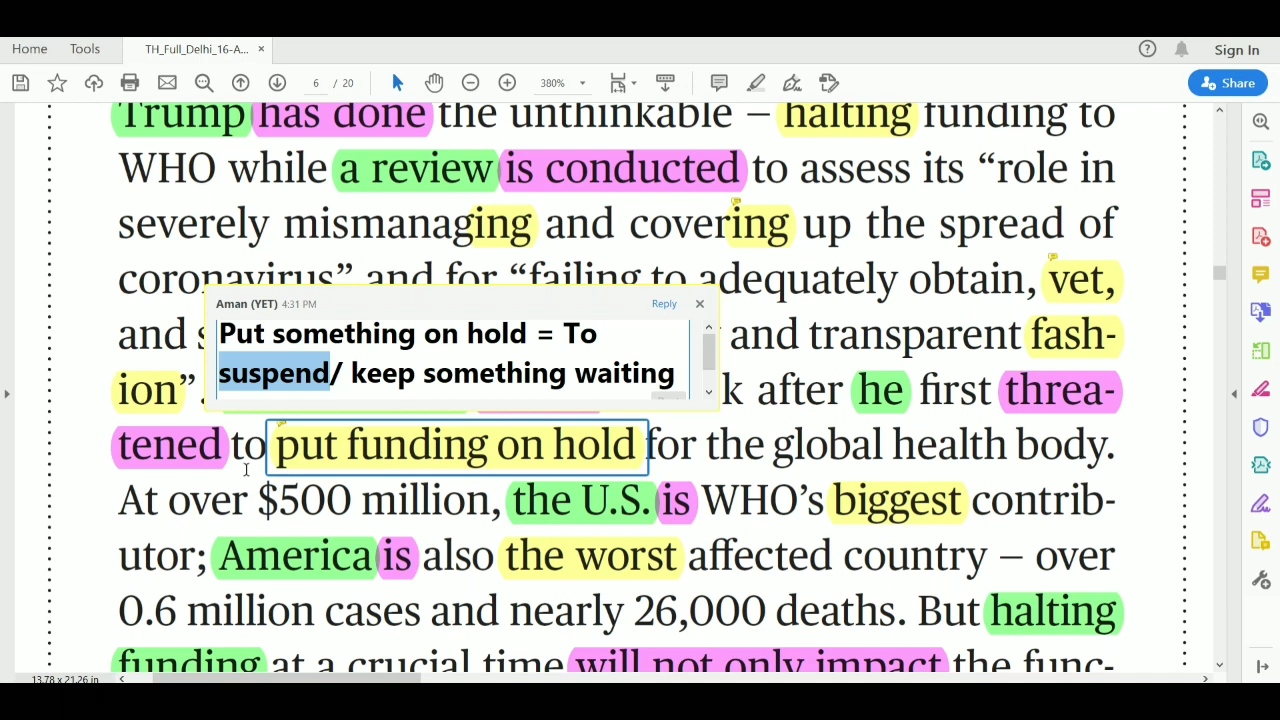 Home Tools TH_Full_Delhi_16-A... × Sign In
6 / 20 380% Share
Trump has done the unthinkable — halting funding to
WHO while a review is conducted to assess its “role in
severely mismanaging and covering up the spread of
coronavirus” and for “failing to adequately obtain, vet,
Aman (YET) 4:31 PM Reply
Put something on hold = To
suspend/ keep something waiting
and s and transparent fash-
ion”. k after he first threa-
tened to put funding on hold for the global health body.
At over $500 million, the U.S. is WHO’s biggest contrib-
utor; America is also the worst affected country — over
0.6 million cases and nearly 26,000 deaths. But halting
funding at a crucial time will not only impact the func-
13.78 x 21.26 in